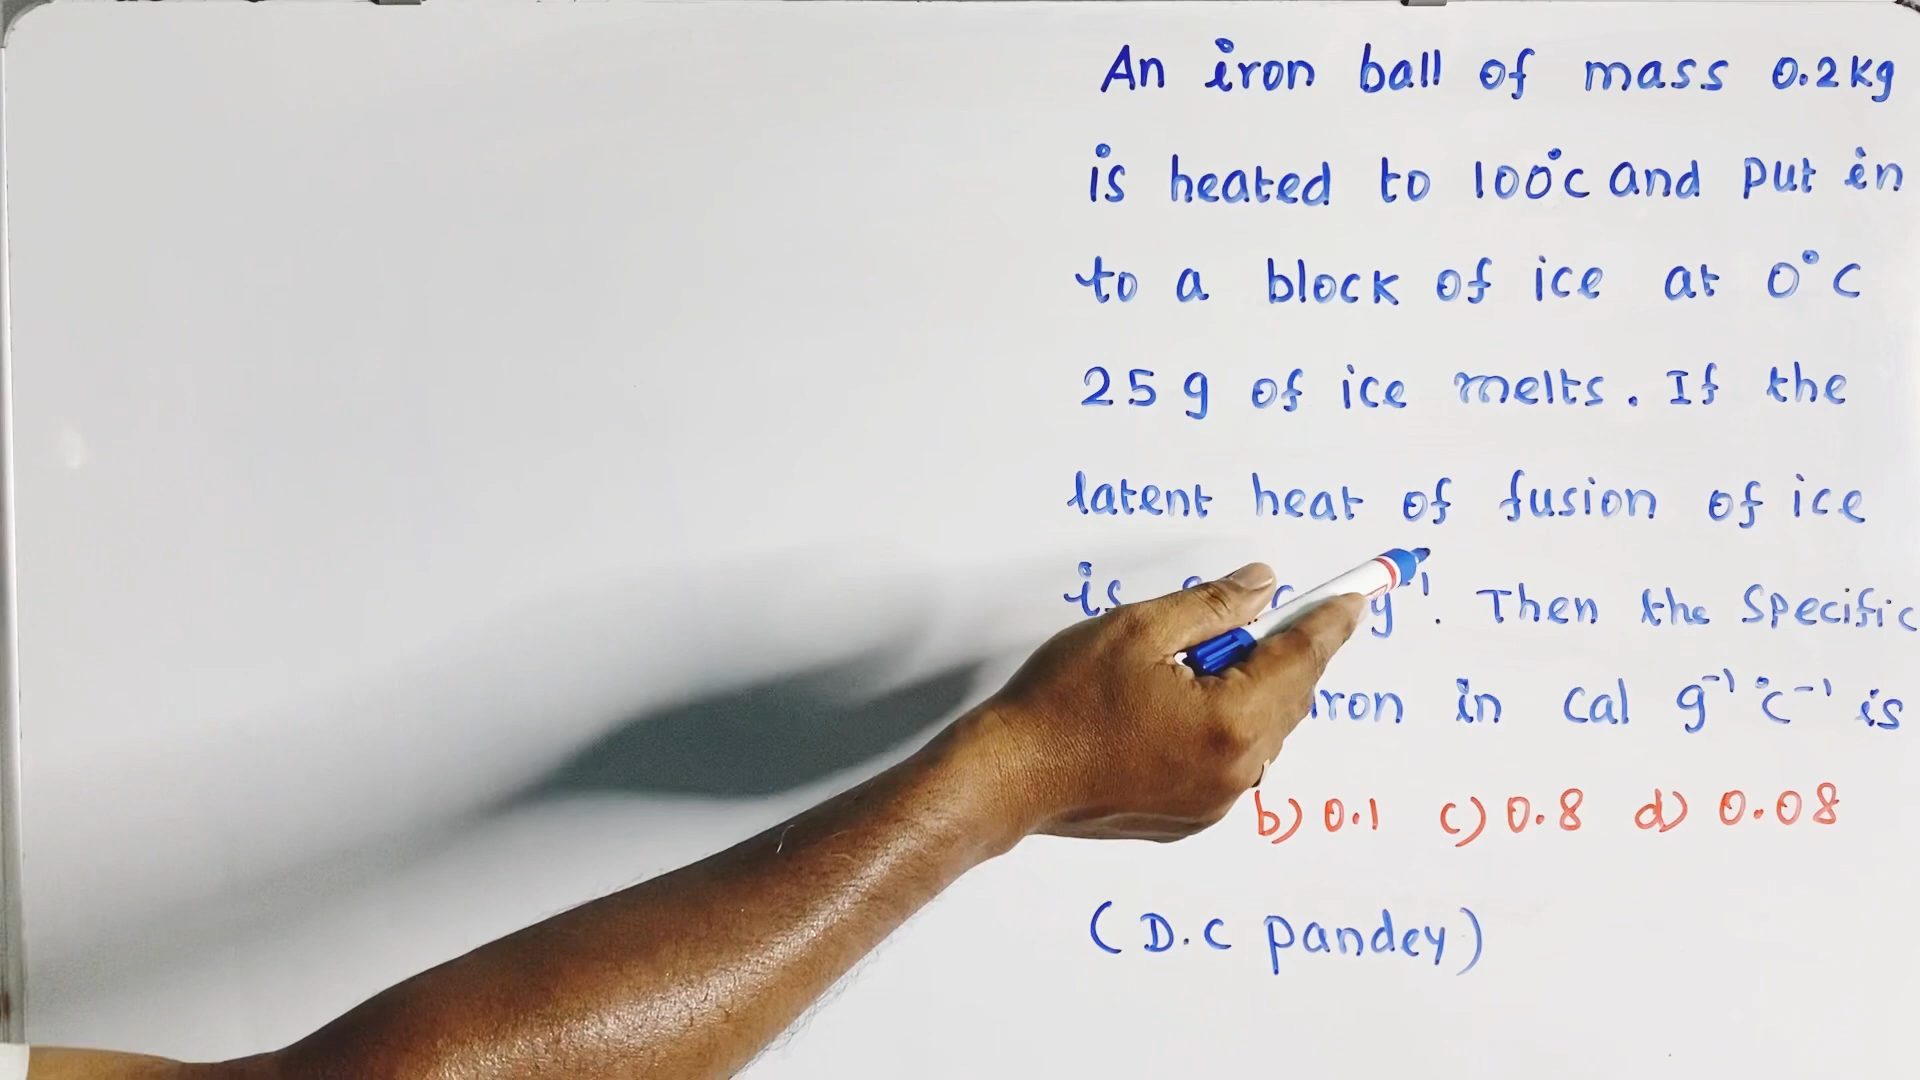 An iron ball of mass 0.2kg
is heated to 100°c and put in
to a block of ice at 0°C
25 g of ice melts. If the
latent heat of fusion of ice
is g⁻¹. Then the Specific
iron in cal g⁻¹ °c⁻¹ is
b) 0.1 c) 0.8 d) 0.08
(D.C pandey)